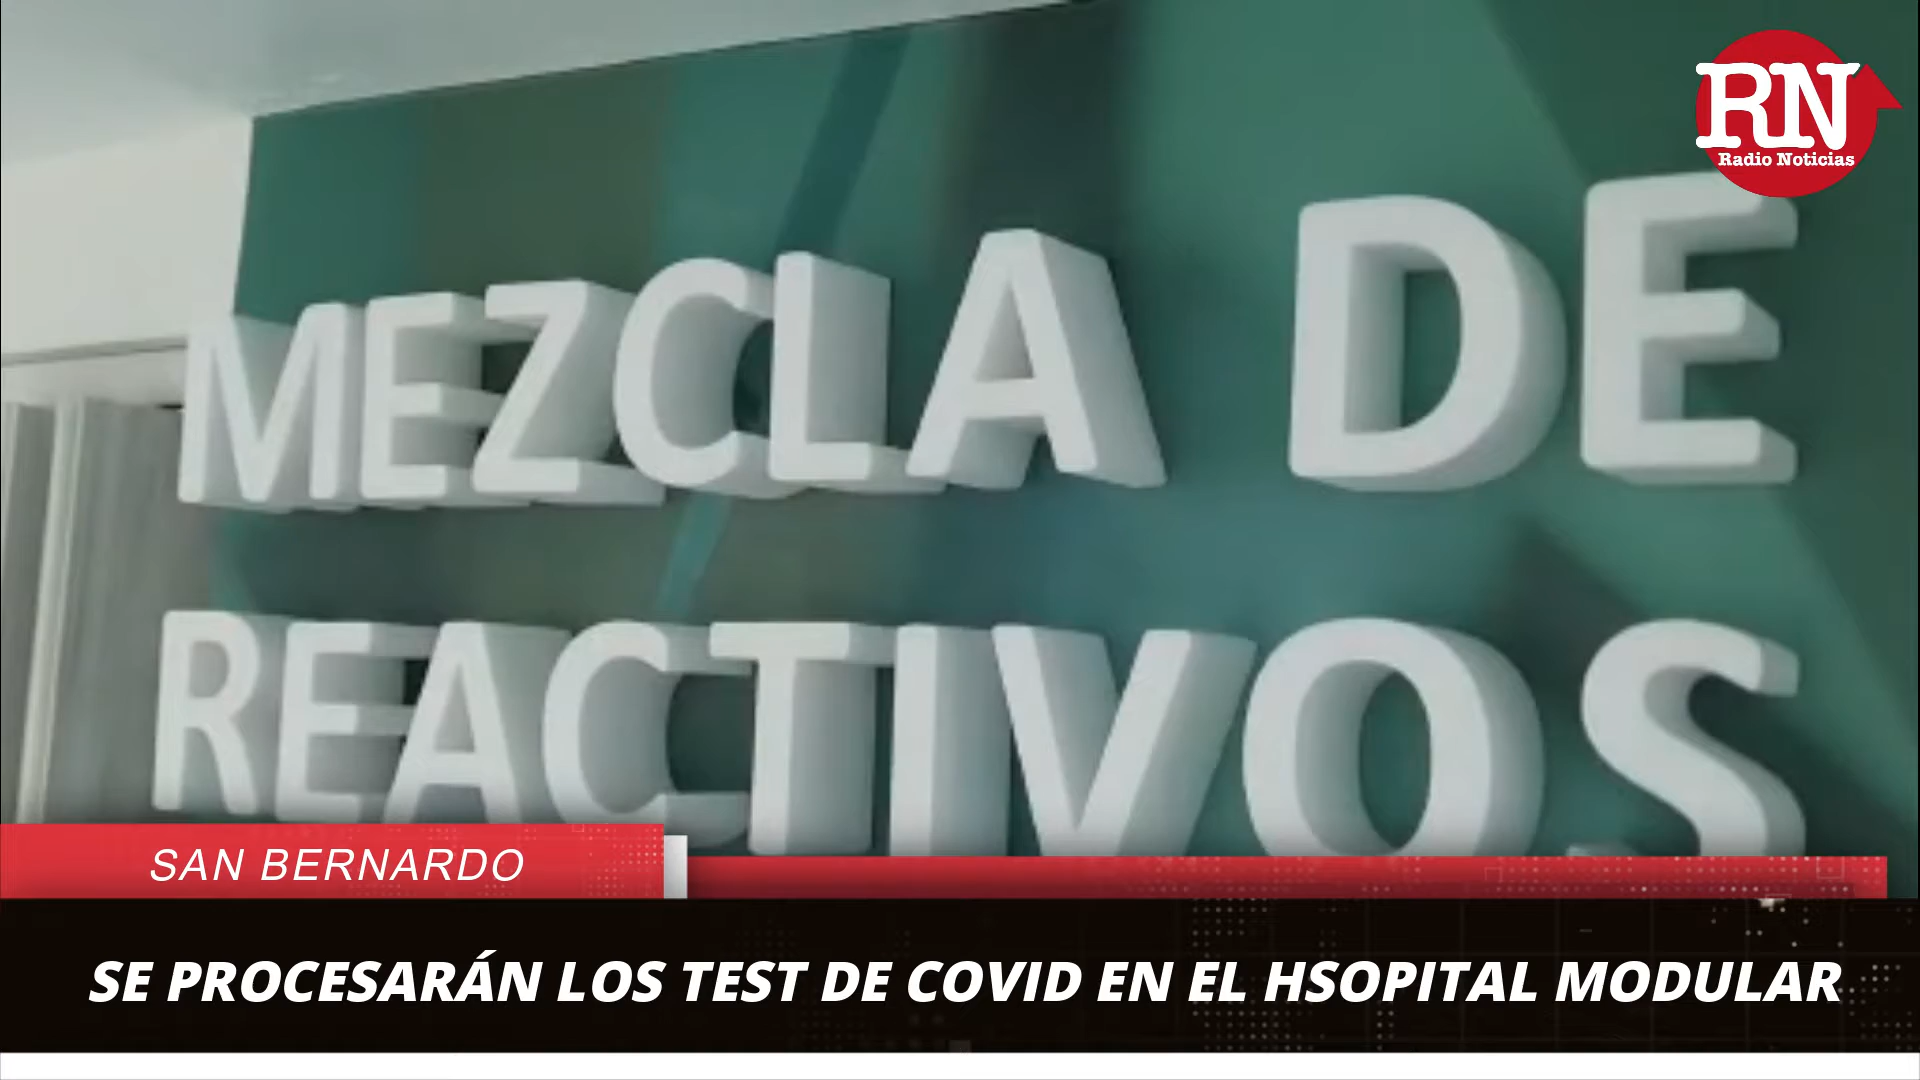 RN
Radio Noticias
MEZCLA DE
REACTIVOS
SAN BERNARDO
SE PROCESARÁN LOS TEST DE COVID EN EL HSOPITAL MODULAR